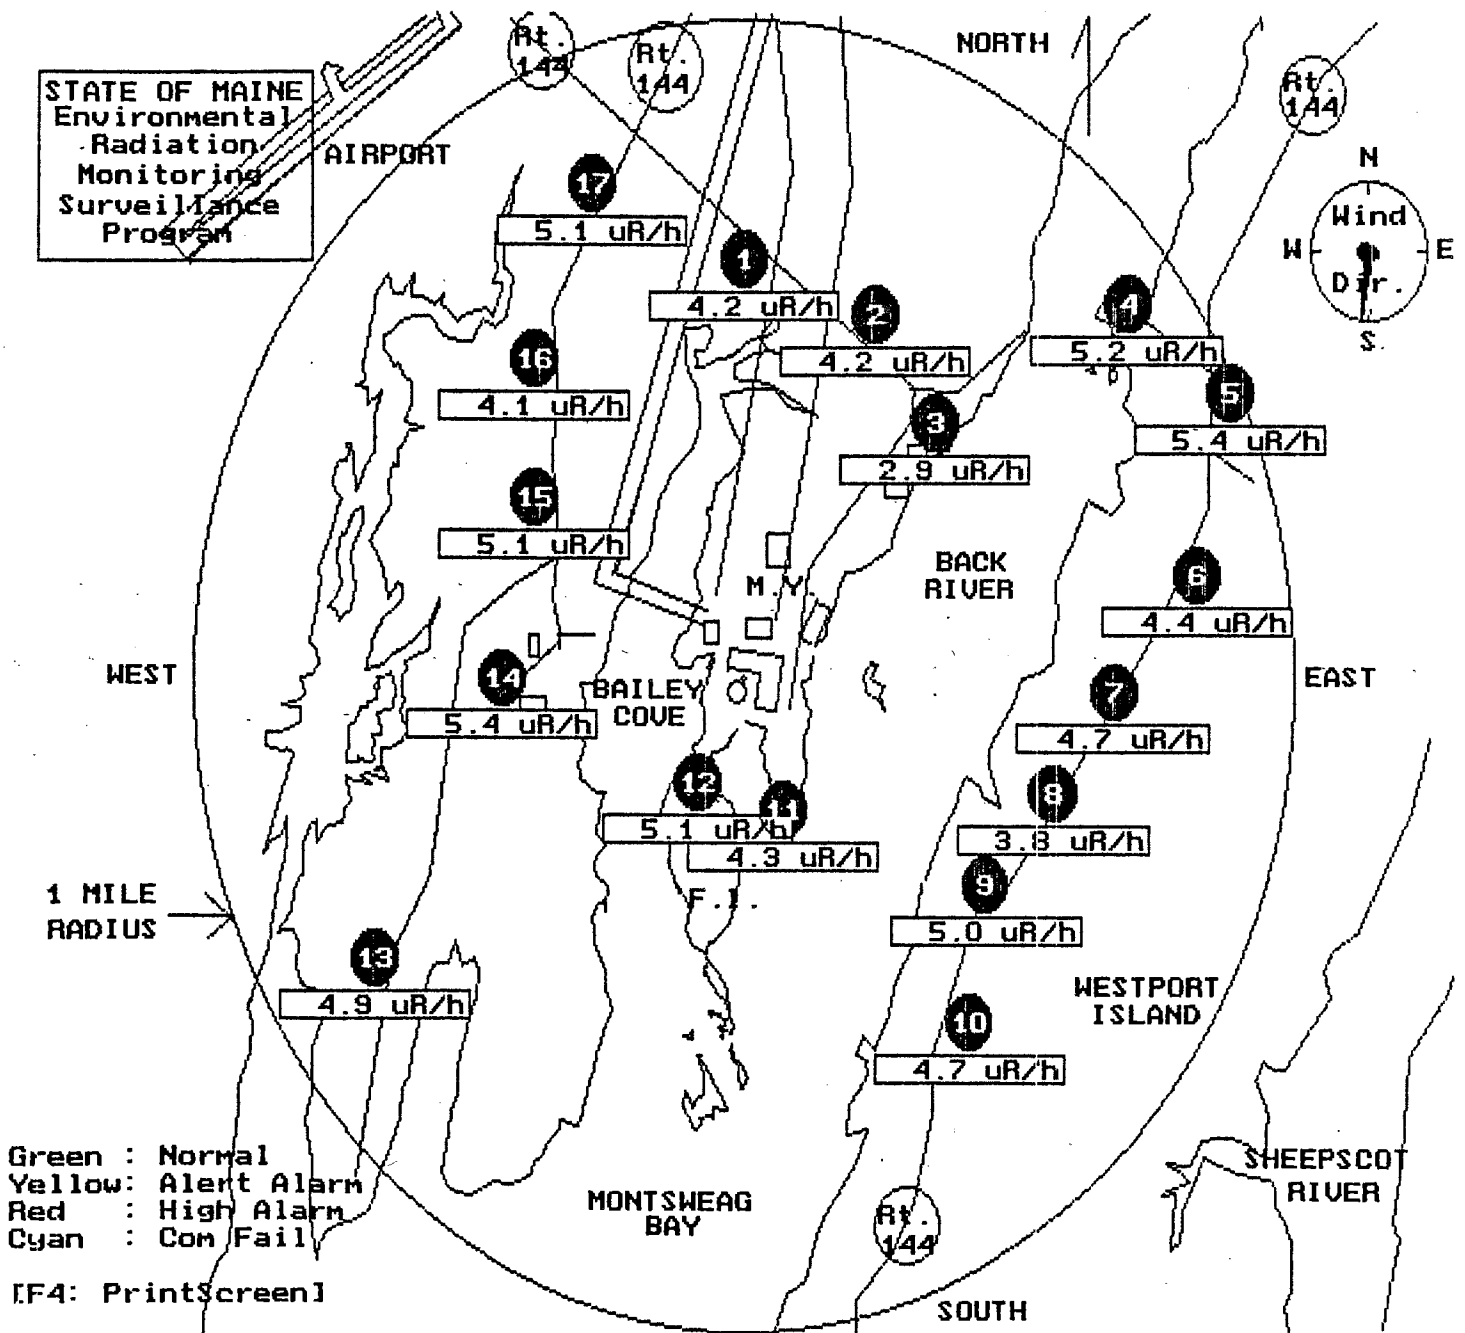 Rt.
144
Rt.
144
NORTH
Rt.
144
STATE OF MAINE
Environmental
Radiation
Monitoring
Surveillance
Program
AIRPORT
N
Wind
W E
Dir.
S
17
5.1 uR/h
1
4.2 uR/h
2
4.2 uR/h
4
5.2 uR/h
16
4.1 uR/h
5
5.4 uR/h
3
2.9 uR/h
15
5.1 uR/h
BACK
RIVER
M.Y.
6
4.4 uR/h
WEST
14
5.4 uR/h
BAILEY
COVE
7
4.7 uR/h
EAST
12
5.1 uR/h
11
4.3 uR/h
8
3.8 uR/h
F.I.
9
5.0 uR/h
1 MILE
RADIUS
13
4.9 uR/h
10
4.7 uR/h
WESTPORT
ISLAND
Green : Normal
Yellow: Alert Alarm
Red : High Alarm
Cyan : Com Fail
[F4: PrintScreen]
MONTSWEAG
BAY
Rt.
144
SHEEPSCOT
RIVER
SOUTH